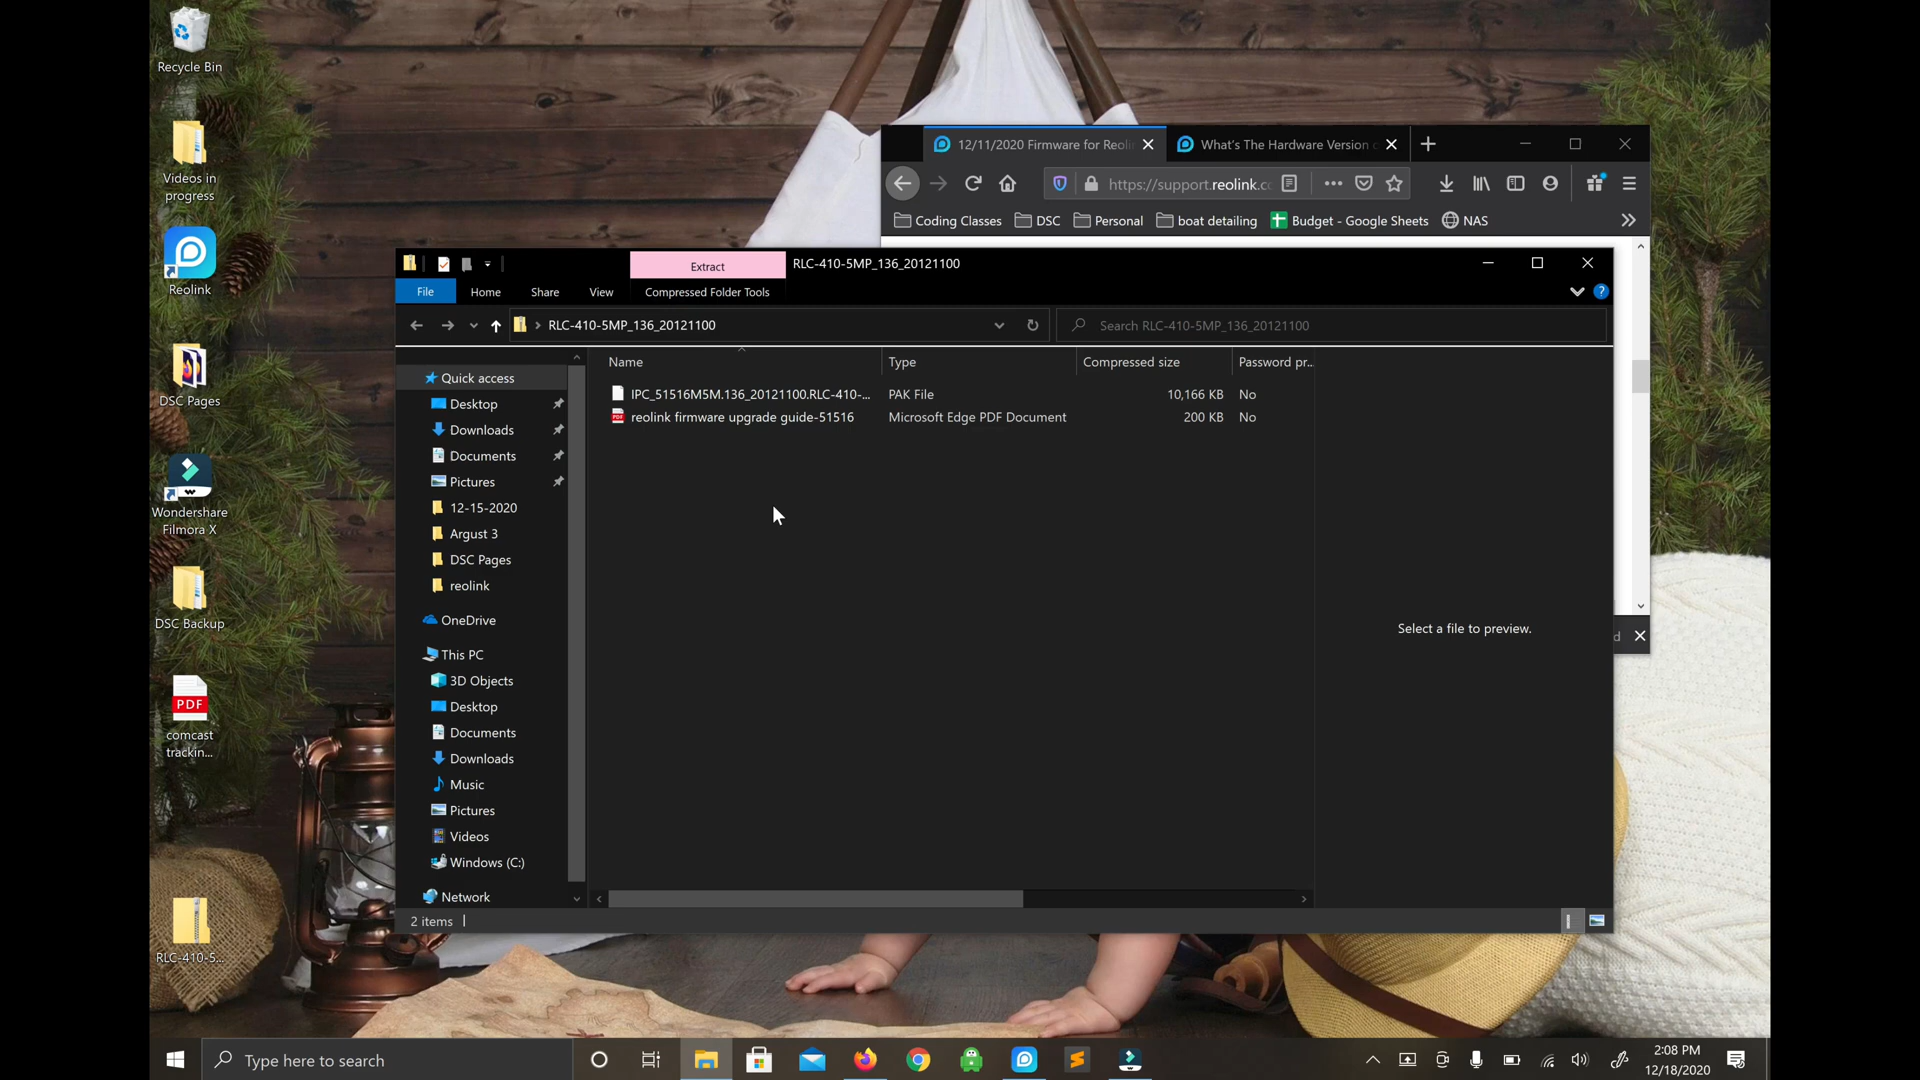 Recycle Bin
Videos in
progress
Reolink
DSC Pages
Wondershare
Filmora X
DSC Backup
PDF
comcast
trackin...
RLC-410-5...
12/11/2020 Firmware for Reoli
What's The Hardware Version
https://support.reolink.c
Coding Classes
DSC
Personal
boat detailing
Budget - Google Sheets
NAS
Extract
RLC-410-5MP_136_20121100
File
Home
Share
View
Compressed Folder Tools
RLC-410-5MP_136_20121100
Search RLC-410-5MP_136_20121100
Name
Type
Compressed size
Password pr...
IPC_51516M5M.136_20121100.RLC-410-...
PAK File
10,166 KB
No
reolink firmware upgrade guide-51516
Microsoft Edge PDF Document
200 KB
No
Quick access
Desktop
Downloads
Documents
Pictures
12-15-2020
Argust 3
DSC Pages
reolink
OneDrive
This PC
3D Objects
Desktop
Documents
Downloads
Music
Pictures
Videos
Windows (C:)
Network
Select a file to preview.
2 items
Type here to search
2:08 PM
12/18/2020